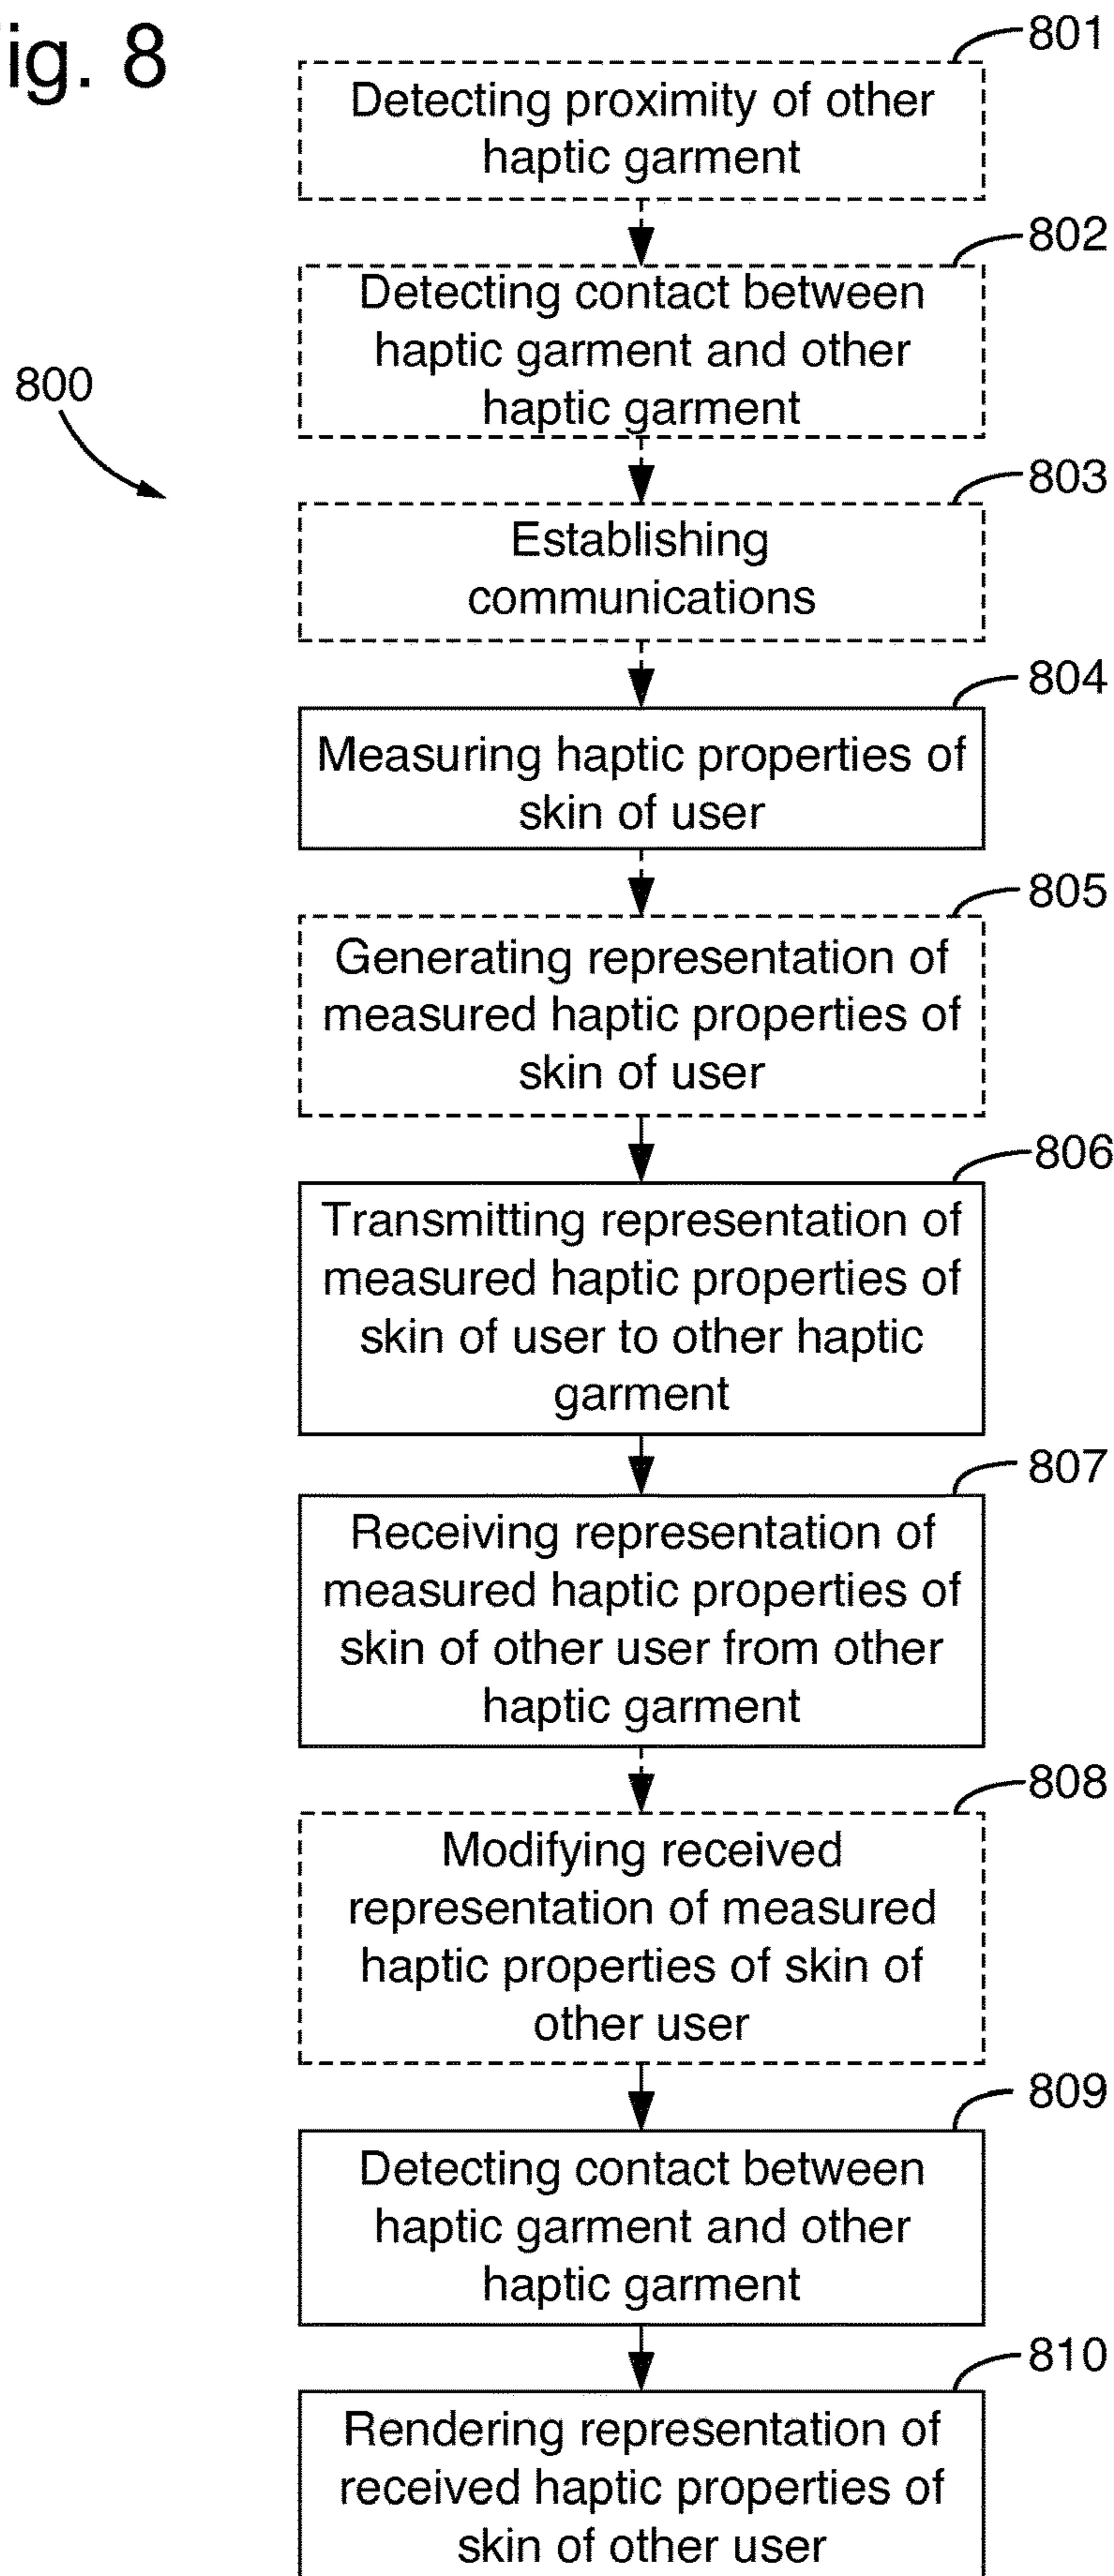 ig. 8
801
Detecting proximity of other
haptic garment
802
Detecting contact between
haptic garment and other
haptic garment
800
803
Establishing
communications
804
Measuring haptic properties of
skin of user
805
Generating representation of
measured haptic properties of
skin of user
806
Transmitting representation of
measured haptic properties of
skin of user to other haptic
garment
807
Receiving representation of
measured haptic properties of
skin of other user from other
haptic garment
808
Modifying received
representation of measured
haptic properties of skin of
other user
809
Detecting contact between
haptic garment and other
haptic garment
810
Rendering representation of
received haptic properties of
skin of other user